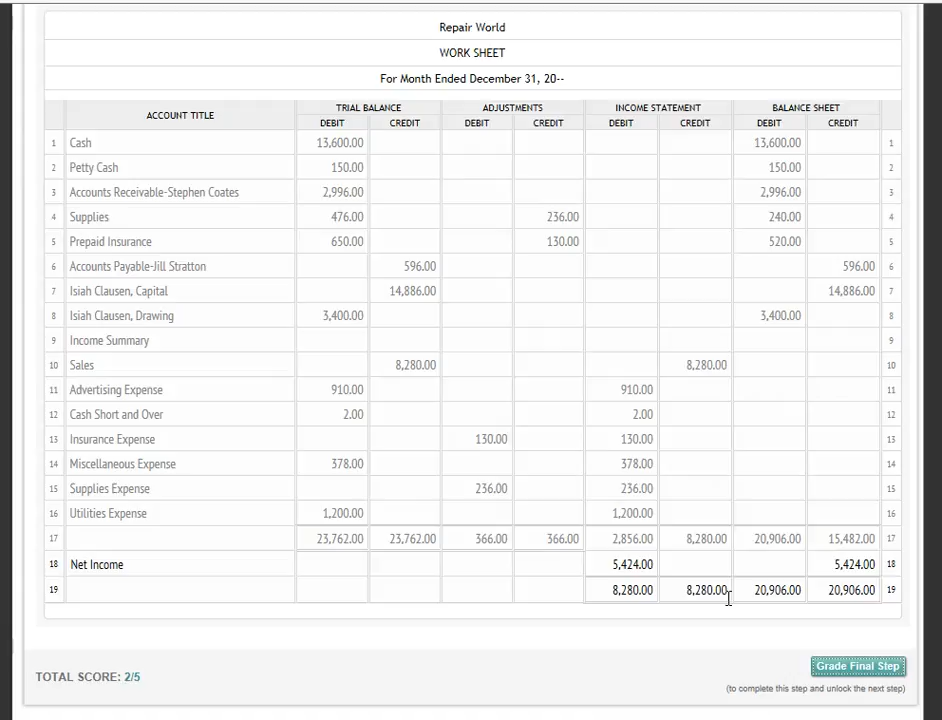 Repair World
WORK SHEET
For Month Ended December 31, 20--
ACCOUNT TITLE TRIAL BALANCE ADJUSTMENTS INCOME STATEMENT BALANCE SHEET
DEBIT CREDIT DEBIT CREDIT DEBIT CREDIT DEBIT CREDIT
1 Cash 13,600.00 13,600.00 1
2 Petty Cash 150.00 150.00 2
3 Accounts Receivable-Stephen Coates 2,996.00 2,996.00 3
4 Supplies 476.00 236.00 240.00 4
5 Prepaid Insurance 650.00 130.00 520.00 5
6 Accounts Payable-Jill Stratton 596.00 596.00 6
7 Isiah Clausen, Capital 14,886.00 14,886.00 7
8 Isiah Clausen, Drawing 3,400.00 3,400.00 8
9 Income Summary 9
10 Sales 8,280.00 8,280.00 10
11 Advertising Expense 910.00 910.00 11
12 Cash Short and Over 2.00 2.00 12
13 Insurance Expense 130.00 130.00 13
14 Miscellaneous Expense 378.00 378.00 14
15 Supplies Expense 236.00 236.00 15
16 Utilities Expense 1,200.00 1,200.00 16
17 23,762.00 23,762.00 366.00 366.00 2,856.00 8,280.00 20,906.00 15,482.00 17
18 Net Income 5,424.00 5,424.00 18
19 8,280.00 8,280.00 20,906.00 20,906.00 19
TOTAL SCORE: 2/5
Grade Final Step
(to complete this step and unlock the next step)